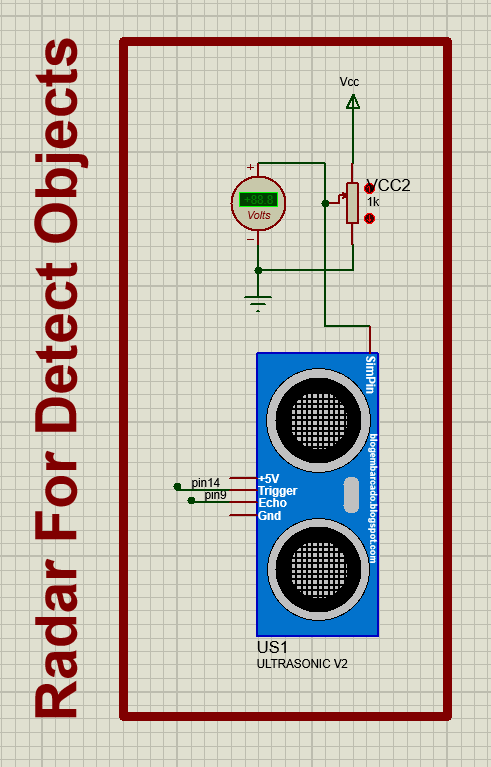 Radar For Detect Objects
Vcc
+
+88.8
Volts
VCC2
1k
SimPin
blogembarcado.blogspot.com
pin14
pin9
+5V
Trigger
Echo
Gnd
US1
ULTRASONIC V2